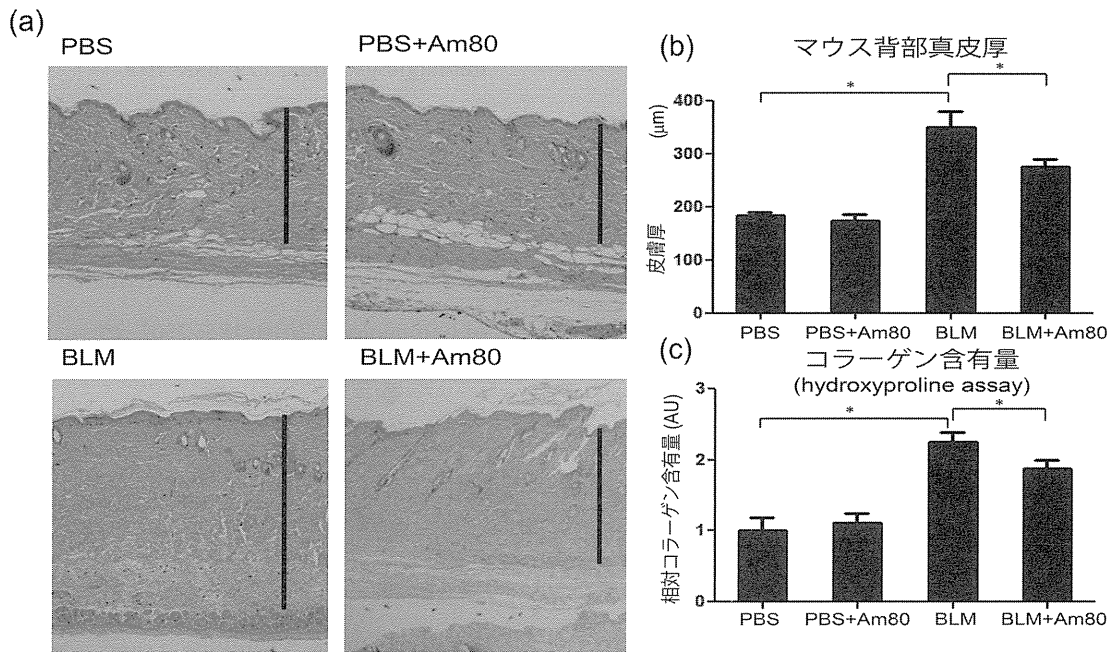 (a)
PBS
PBS+Am80
BLM
BLM+Am80
(b)
マウス背部真皮厚
皮膚厚 (μm)
400
300
200
100
0
*
*
PBS
PBS+Am80
BLM
BLM+Am80
(c)
コラーゲン含有量
(hydroxyproline assay)
相対コラーゲン含有量 (AU)
3
2
1
0
*
*
PBS
PBS+Am80
BLM
BLM+Am80